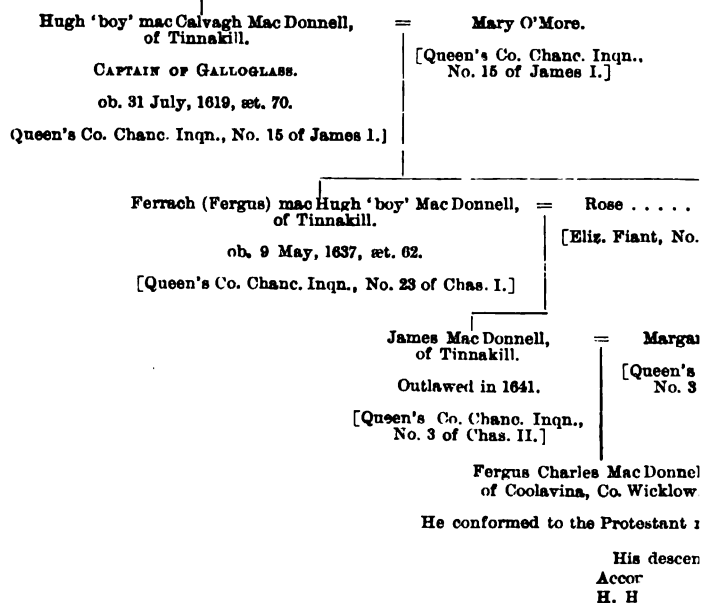 Hugh 'boy' mac Calvagh Mac Donnell, = Mary O'More.
of Tinnakill.
[Queen's Co. Chanc. Inqn.,
No. 15 of James I.]
CAPTAIN OF GALLOGLASS.
ob. 31 July, 1619, æt. 70.
Queen's Co. Chanc. Inqn., No. 15 of James I.]
Ferrach (Fergus) mac Hugh 'boy' Mac Donnell, = Rose . . . . .
of Tinnakill.
[Eliz. Fiant, No.
ob. 9 May, 1637, æt. 62.
[Queen's Co. Chanc. Inqn., No. 23 of Chas. I.]
James Mac Donnell, =
of Tinnakill.
[Queen's
No. 3
Outlawed in 1641.
[Queen's Co. Chanc. Inqn.,
No. 3 of Chas. II.]
Fergus Charles Mac Donnel
of Coolavina, Co. Wicklow
He conformed to the Protestant
His descen
Accor
H. H